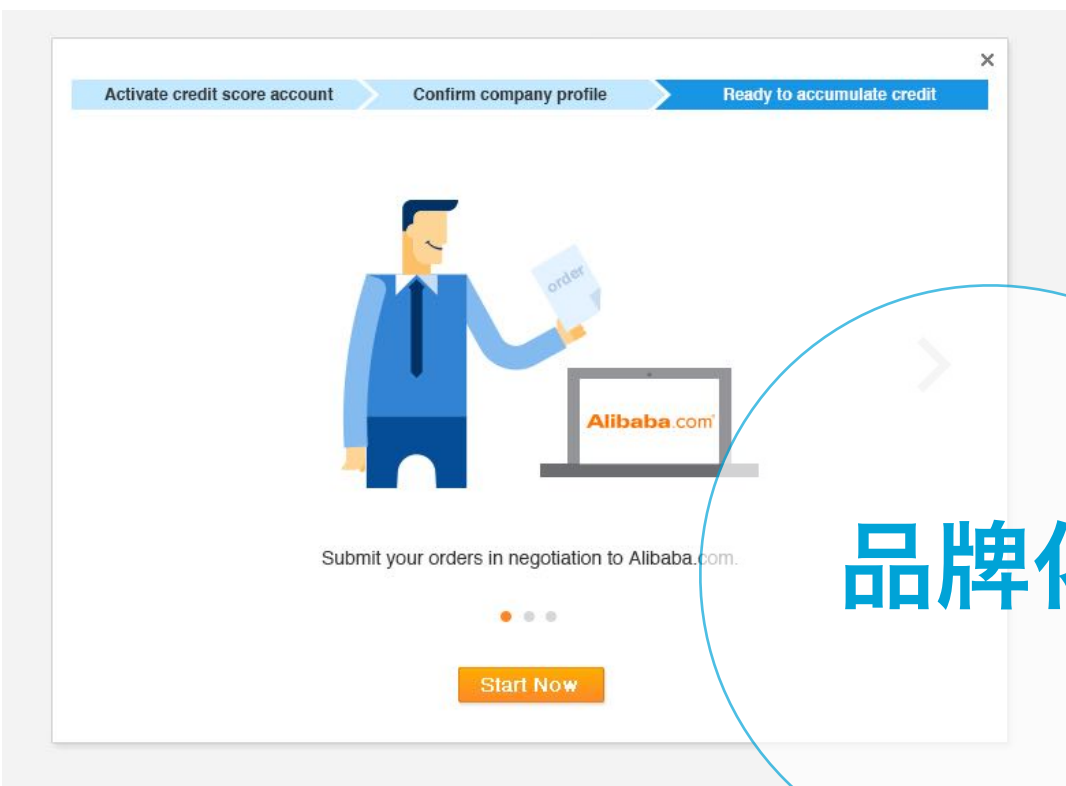 ×
Activate credit score account
Confirm company profile
Ready to accumulate credit
order
Alibaba.com
Submit your orders in negotiation to Alibaba.com.
品牌
Start Now